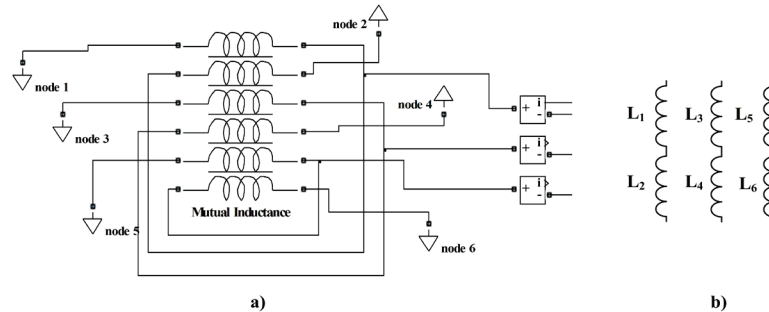 node 2
node 1
node 4
node 3
node 5
Mutual Inductance
node 6
+ i -
+ i -
+ i -
L1 L3 L5
L2 L4 L6
a) b)